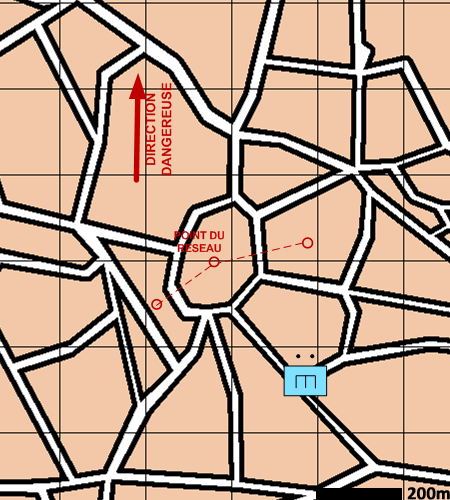 DIRECTION
DANGEREUSE
POINT DU
RESEAU
200m